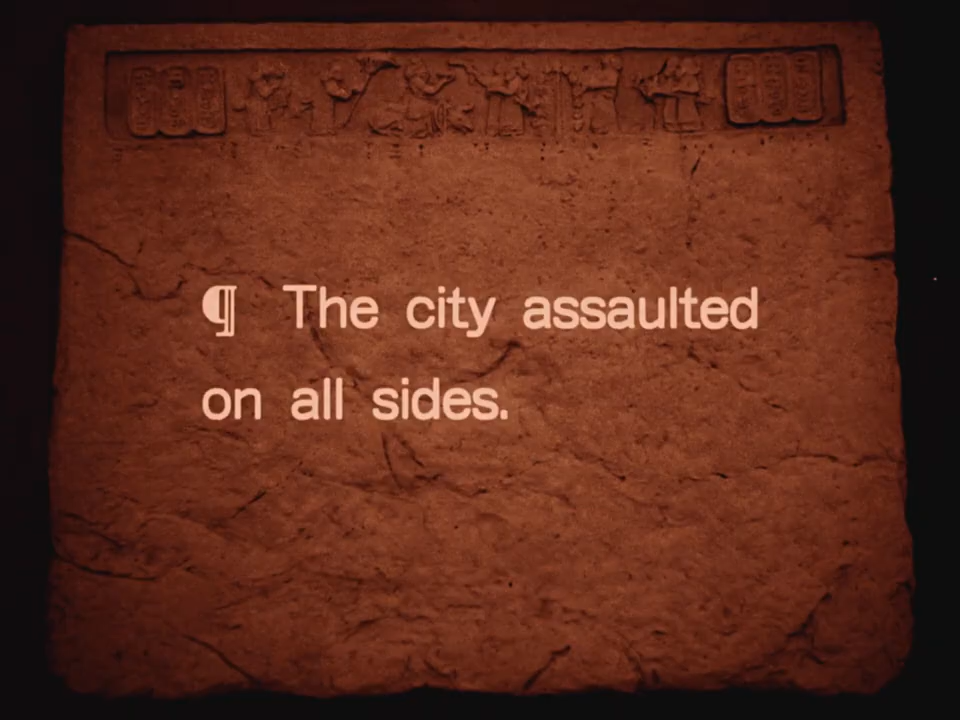 ¶ The city assaulted
on all sides.